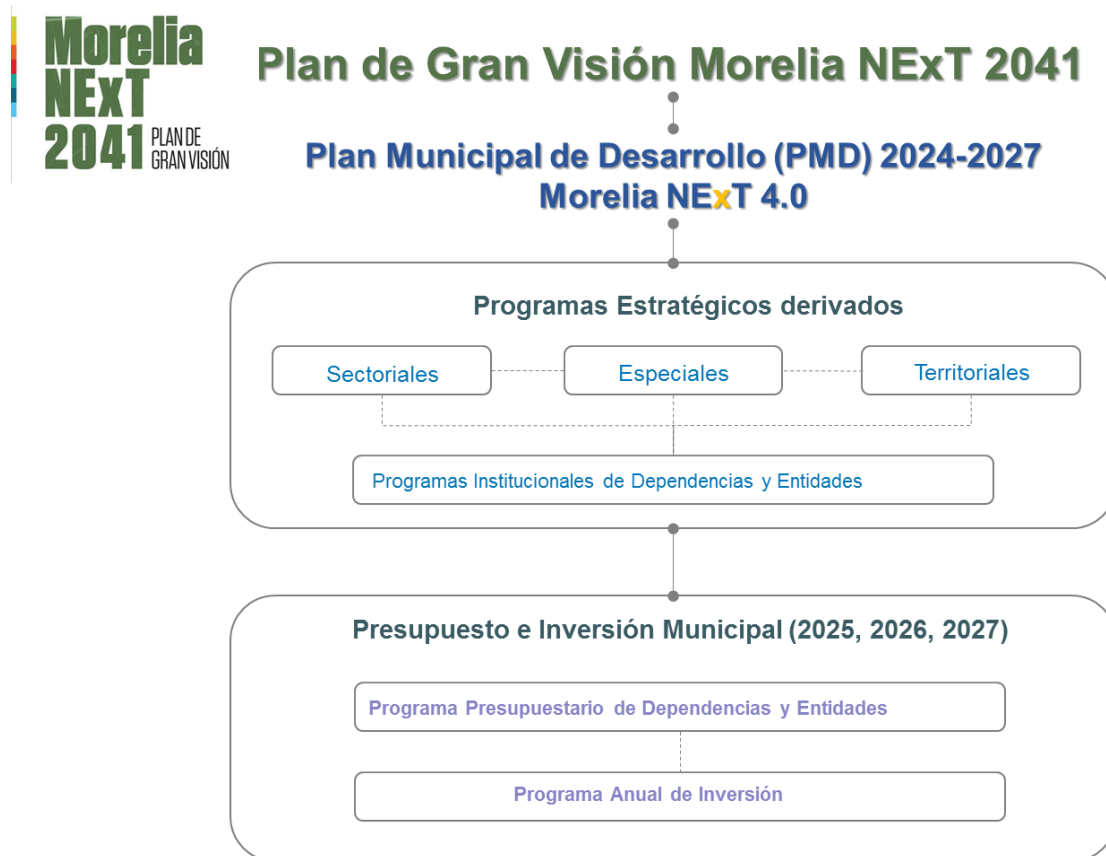 Morelia
NExT
2041 PLAN DE
GRAN VISIÓN
Plan de Gran Visión Morelia NExT 2041
Plan Municipal de Desarrollo (PMD) 2024-2027
Morelia NExT 4.0
Programas Estratégicos derivados
Sectoriales
Especiales
Territoriales
Programas Institucionales de Dependencias y Entidades
Presupuesto e Inversión Municipal (2025, 2026, 2027)
Programa Presupuestario de Dependencias y Entidades
Programa Anual de Inversión